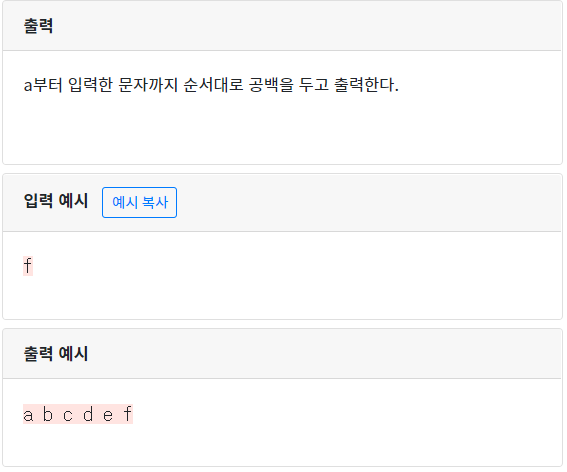 출력
a부터 입력한 문자까지 순서대로 공백을 두고 출력한다.
입력 예시 예시 복사
f
출력 예시
a b c d e f